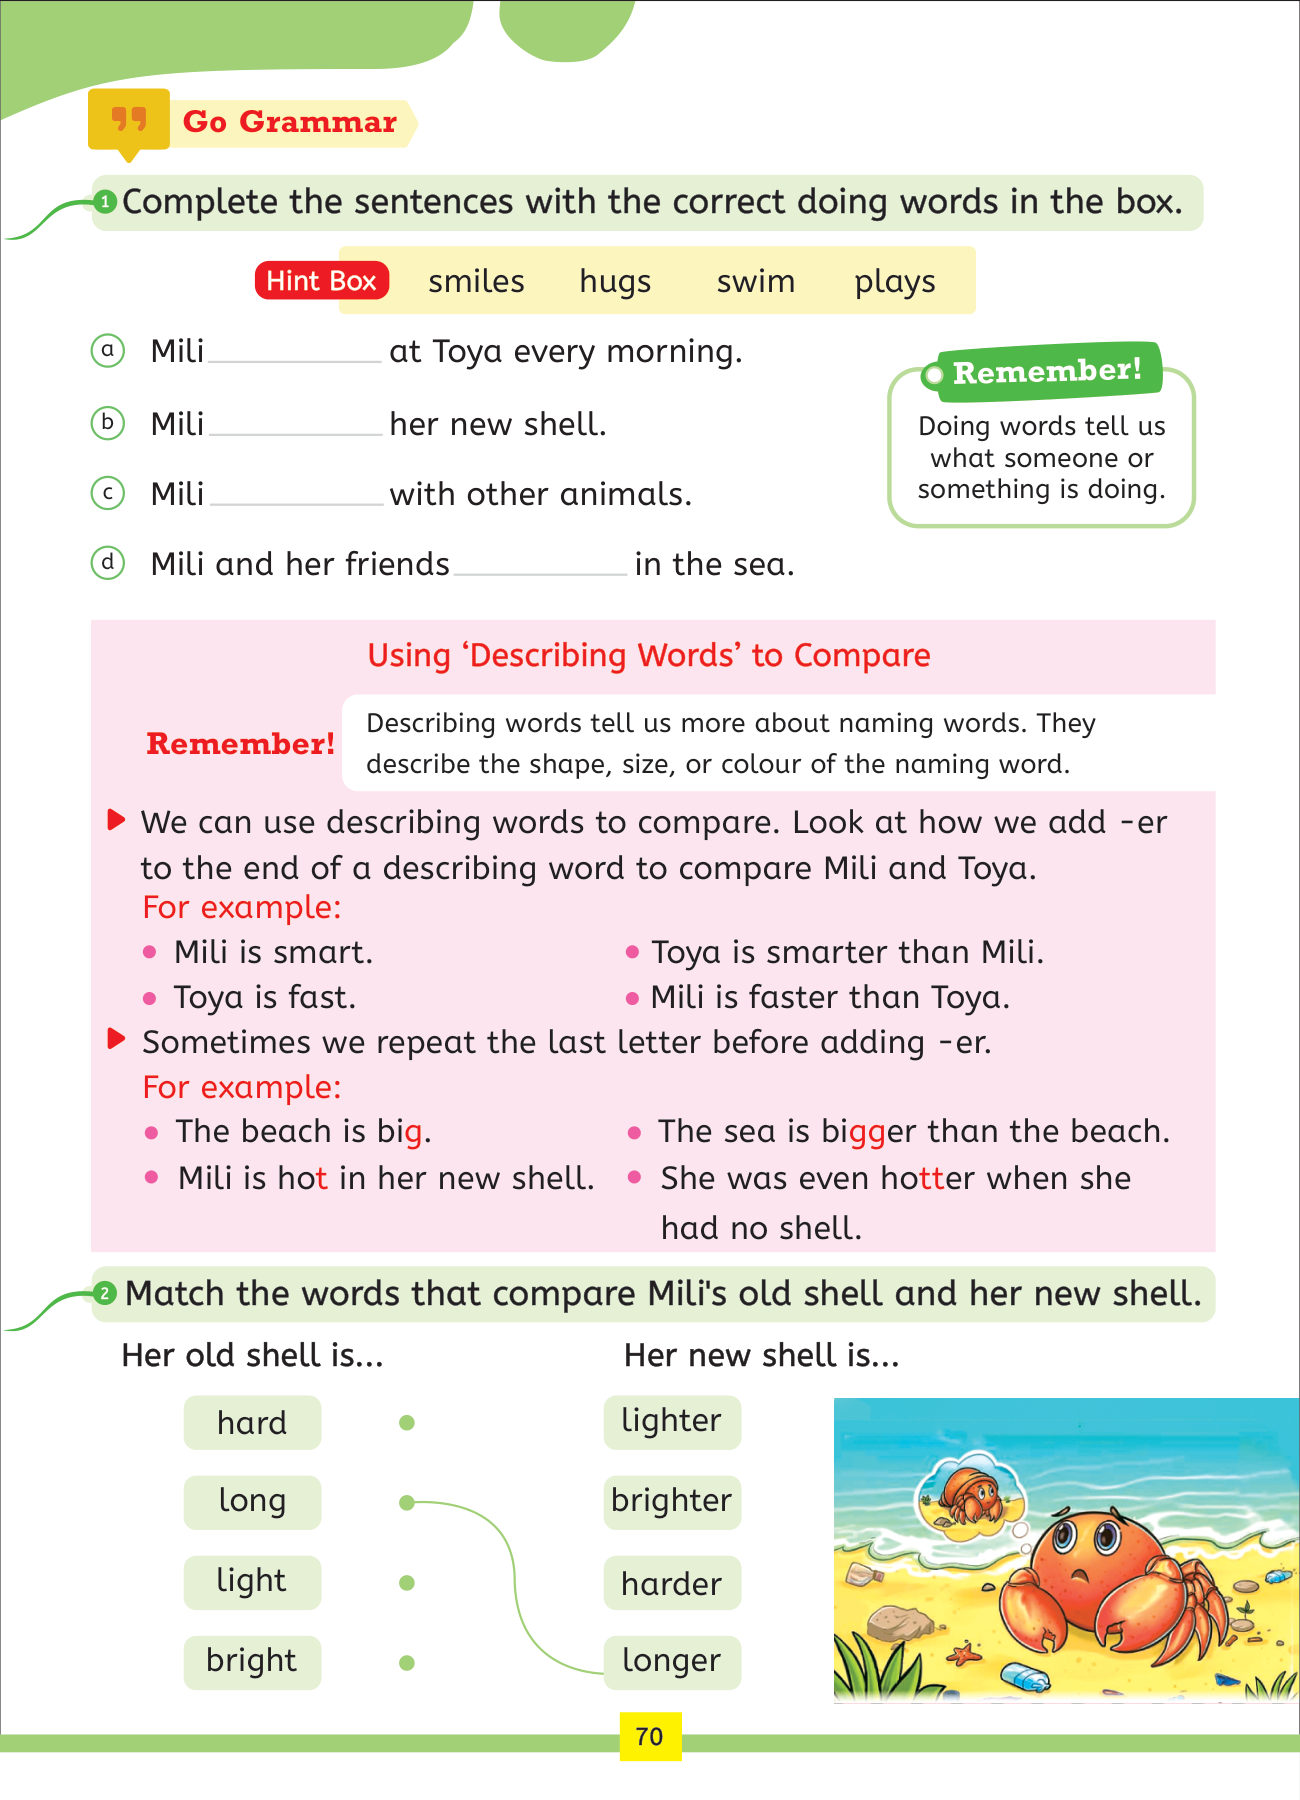 Go Grammar
1 Complete the sentences with the correct doing words in the box.
Hint Box smiles hugs swim plays
a Mili ____________ at Toya every morning.
b Mili ____________ her new shell.
c Mili ____________ with other animals.
d Mili and her friends ____________ in the sea.
Remember!
Doing words tell us
what someone or
something is doing.
Using ‘Describing Words’ to Compare
Remember!
Describing words tell us more about naming words. They
describe the shape, size, or colour of the naming word.
We can use describing words to compare. Look at how we add -er
to the end of a describing word to compare Mili and Toya.
For example:
• Mili is smart. • Toya is smarter than Mili.
• Toya is fast. • Mili is faster than Toya.
Sometimes we repeat the last letter before adding -er.
For example:
• The beach is big. • The sea is bigger than the beach.
• Mili is hot in her new shell. • She was even hotter when she
had no shell.
2 Match the words that compare Mili's old shell and her new shell.
Her old shell is... Her new shell is...
hard lighter
long brighter
light harder
bright longer
70